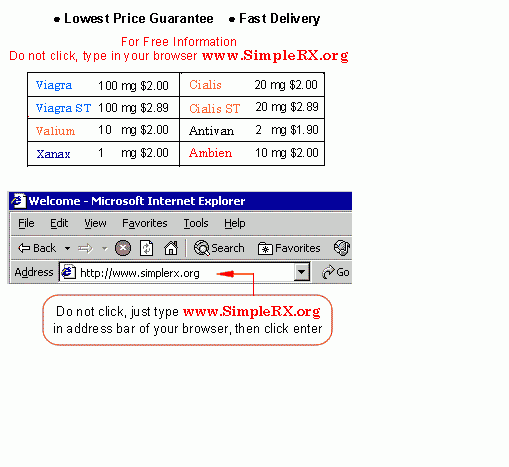 • Lowest Price Guarantee • Fast Delivery
For Free Information
Do not click, type in your browser www.SimpleRX.org
Viagra 100 mg $2.00 Cialis 20 mg $2.00
Viagra ST 100 mg $2.89 Cialis ST 20 mg $2.89
Valium 10 mg $2.00 Antivan 2 mg $1.90
Xanax 1 mg $2.00 Ambien 10 mg $2.00
Welcome - Microsoft Internet Explorer
File Edit View Favorites Tools Help
Back Search Favorites
Address http://www.simplerx.org Go
Do not click, just type www.SimpleRX.org
in address bar of your browser, then click enter